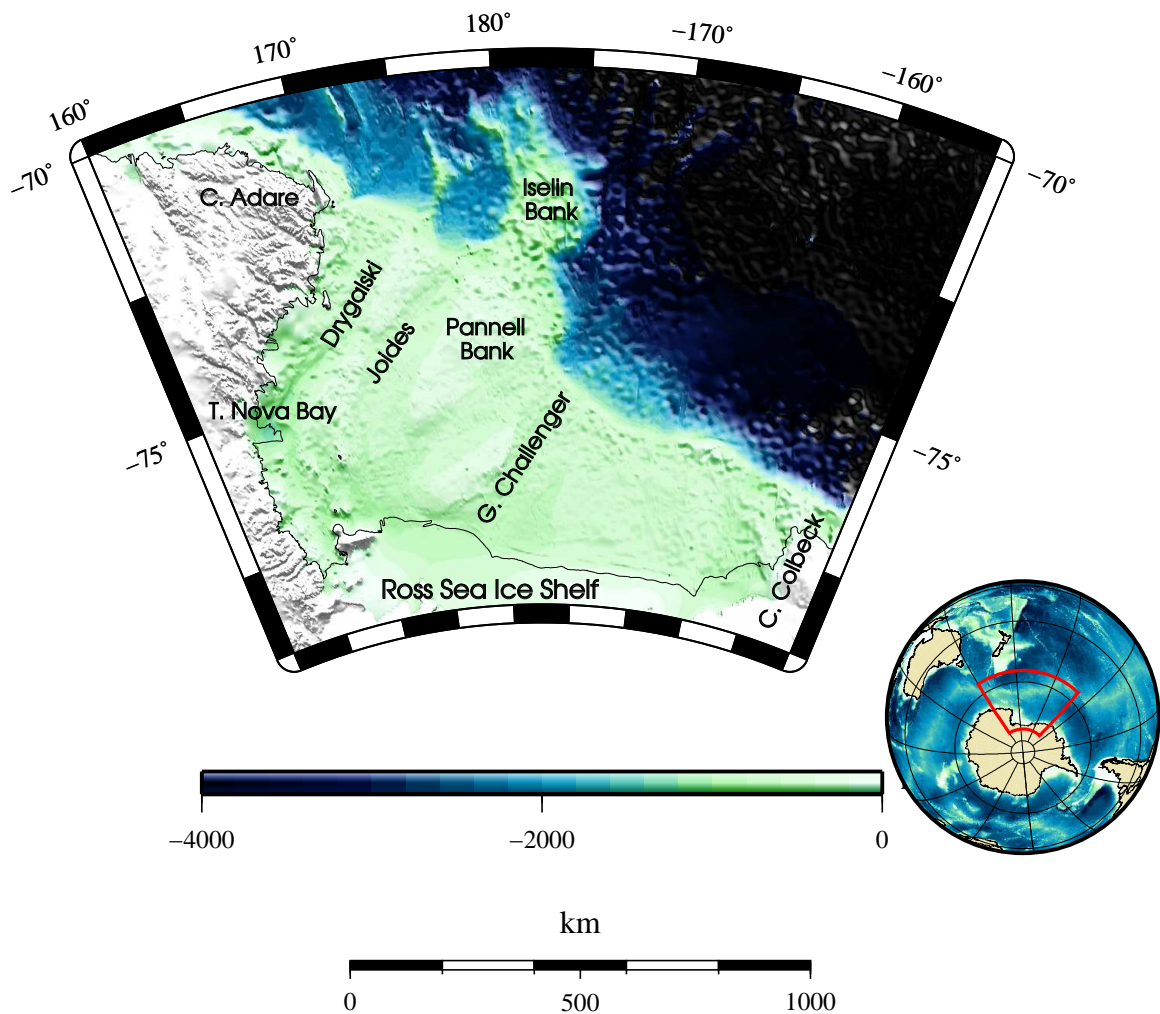 180°
−170°
170°
−160°
160°
−70°
−70°
C. Adare
Iselin
Bank
Drygalski
Joides
Pannell
Bank
T. Nova Bay
G. Challenger
−75°
−75°
C. Colbeck
Ross Sea Ice Shelf
−4000
−2000
0
km
0
500
1000